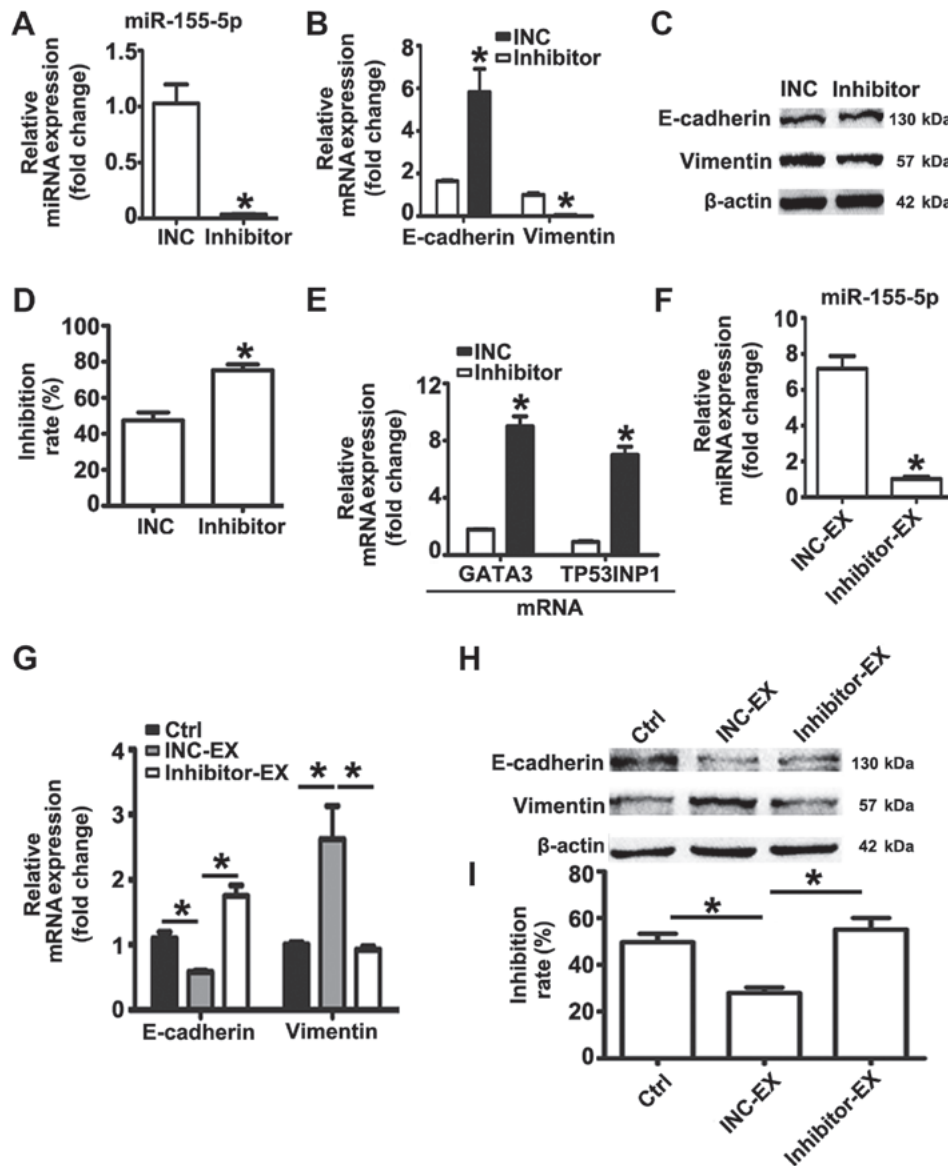 A
miR-155-5p
Relative
miRNA expression
(fold change)
1.5
1.0
0.5
0
*
INC Inhibitor
B
INC
Inhibitor
Relative
mRNA expression
(fold change)
8
6
4
2
0
*
*
E-cadherin Vimentin
C
INC Inhibitor
E-cadherin 130 kDa
Vimentin 57 kDa
β-actin 42 kDa
D
Inhibition
rate (%)
100
80
60
40
20
0
*
INC Inhibitor
E
INC
Inhibitor
Relative
mRNA expression
(fold change)
12
8
4
0
*
*
GATA3 TP53INP1
mRNA
F
miR-155-5p
Relative
miRNA expression
(fold change)
8
6
4
2
0
*
INC-EX
Inhibitor-EX
G
Ctrl
INC-EX
Inhibitor-EX
Relative
mRNA expression
(fold change)
4
3
2
1
0
* *
* *
E-cadherin Vimentin
H
Ctrl INC-EX Inhibitor-EX
E-cadherin 130 kDa
Vimentin 57 kDa
β-actin 42 kDa
I
Inhibition
rate (%)
80
60
40
20
0
* *
Ctrl
INC-EX
Inhibitor-EX